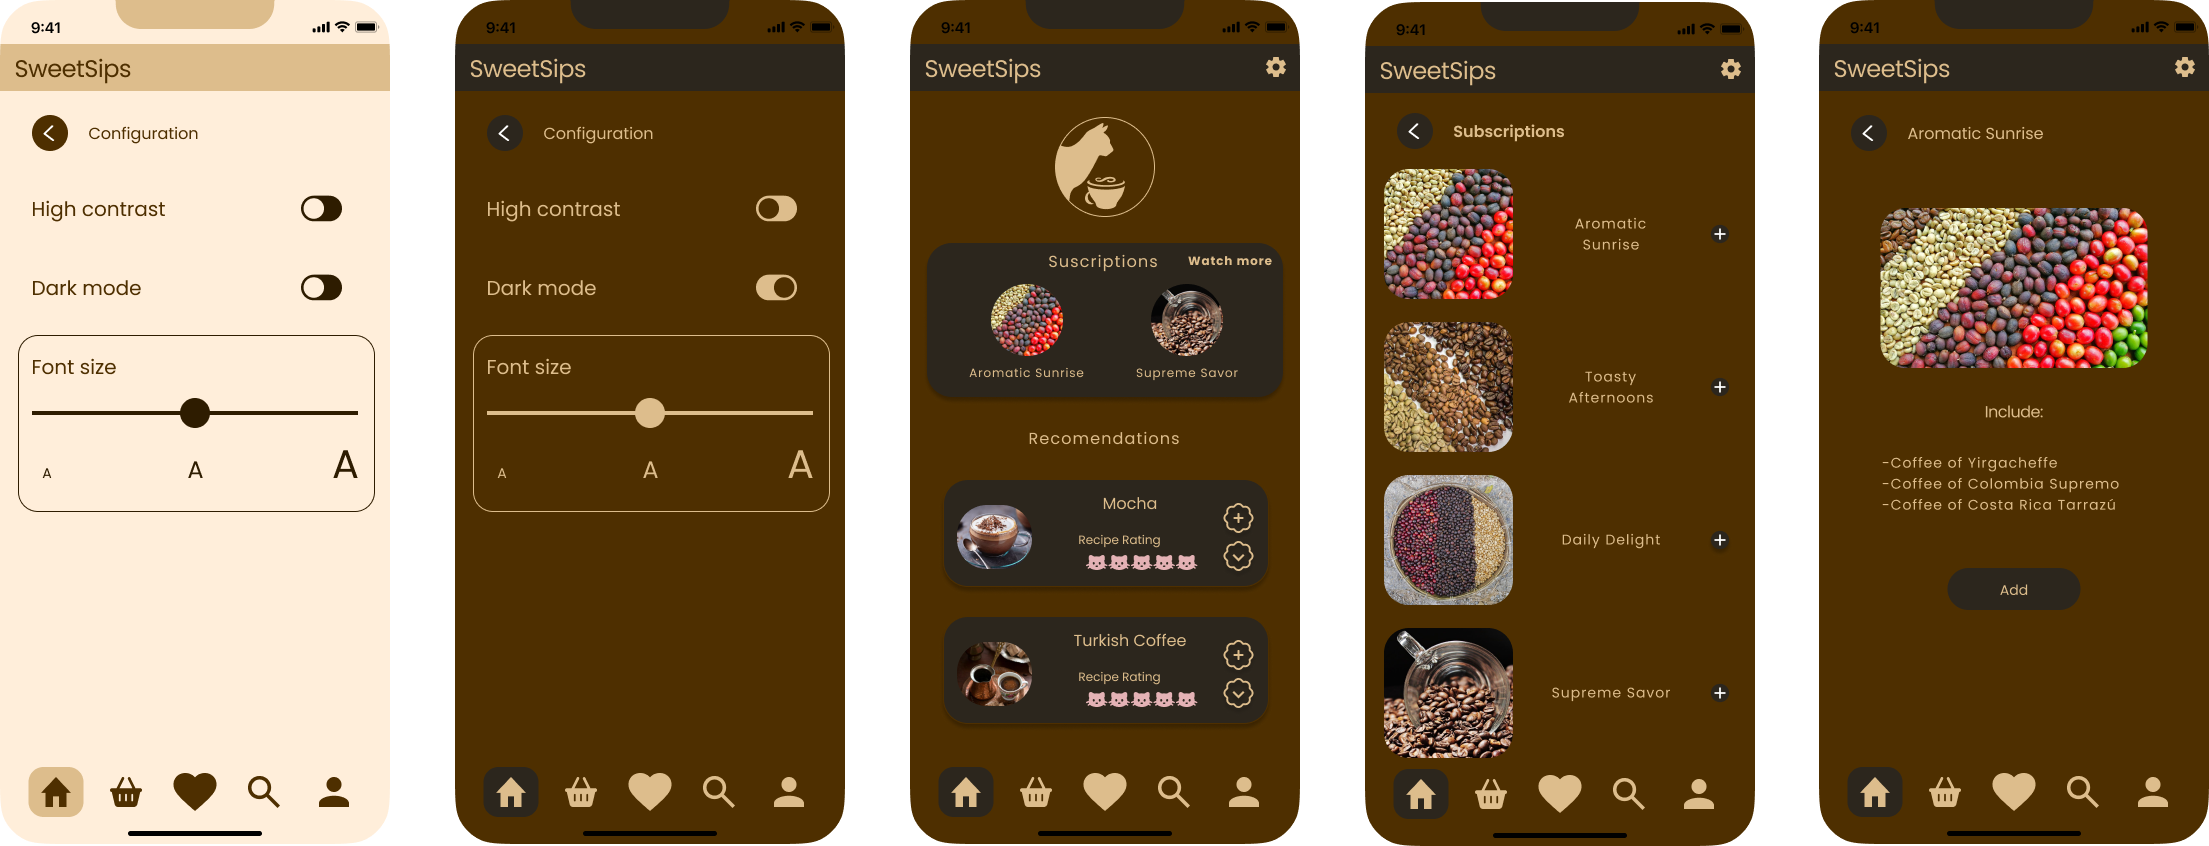 9:41
SweetSips
Configuration
High contrast
Dark mode
Font size
A A A
9:41
SweetSips
Configuration
High contrast
Dark mode
Font size
A A A
9:41
SweetSips
Suscriptions Watch more
Aromatic Sunrise Supreme Savor
Recomendations
Mocha
Recipe Rating
Turkish Coffee
Recipe Rating
9:41
SweetSips
Subscriptions
Aromatic
Sunrise
Toasty
Afternoons
Daily Delight
Supreme Savor
9:41
SweetSips
Aromatic Sunrise
Include:
-Coffee of Yirgacheffe
-Coffee of Colombia Supremo
-Coffee of Costa Rica Tarrazú
Add